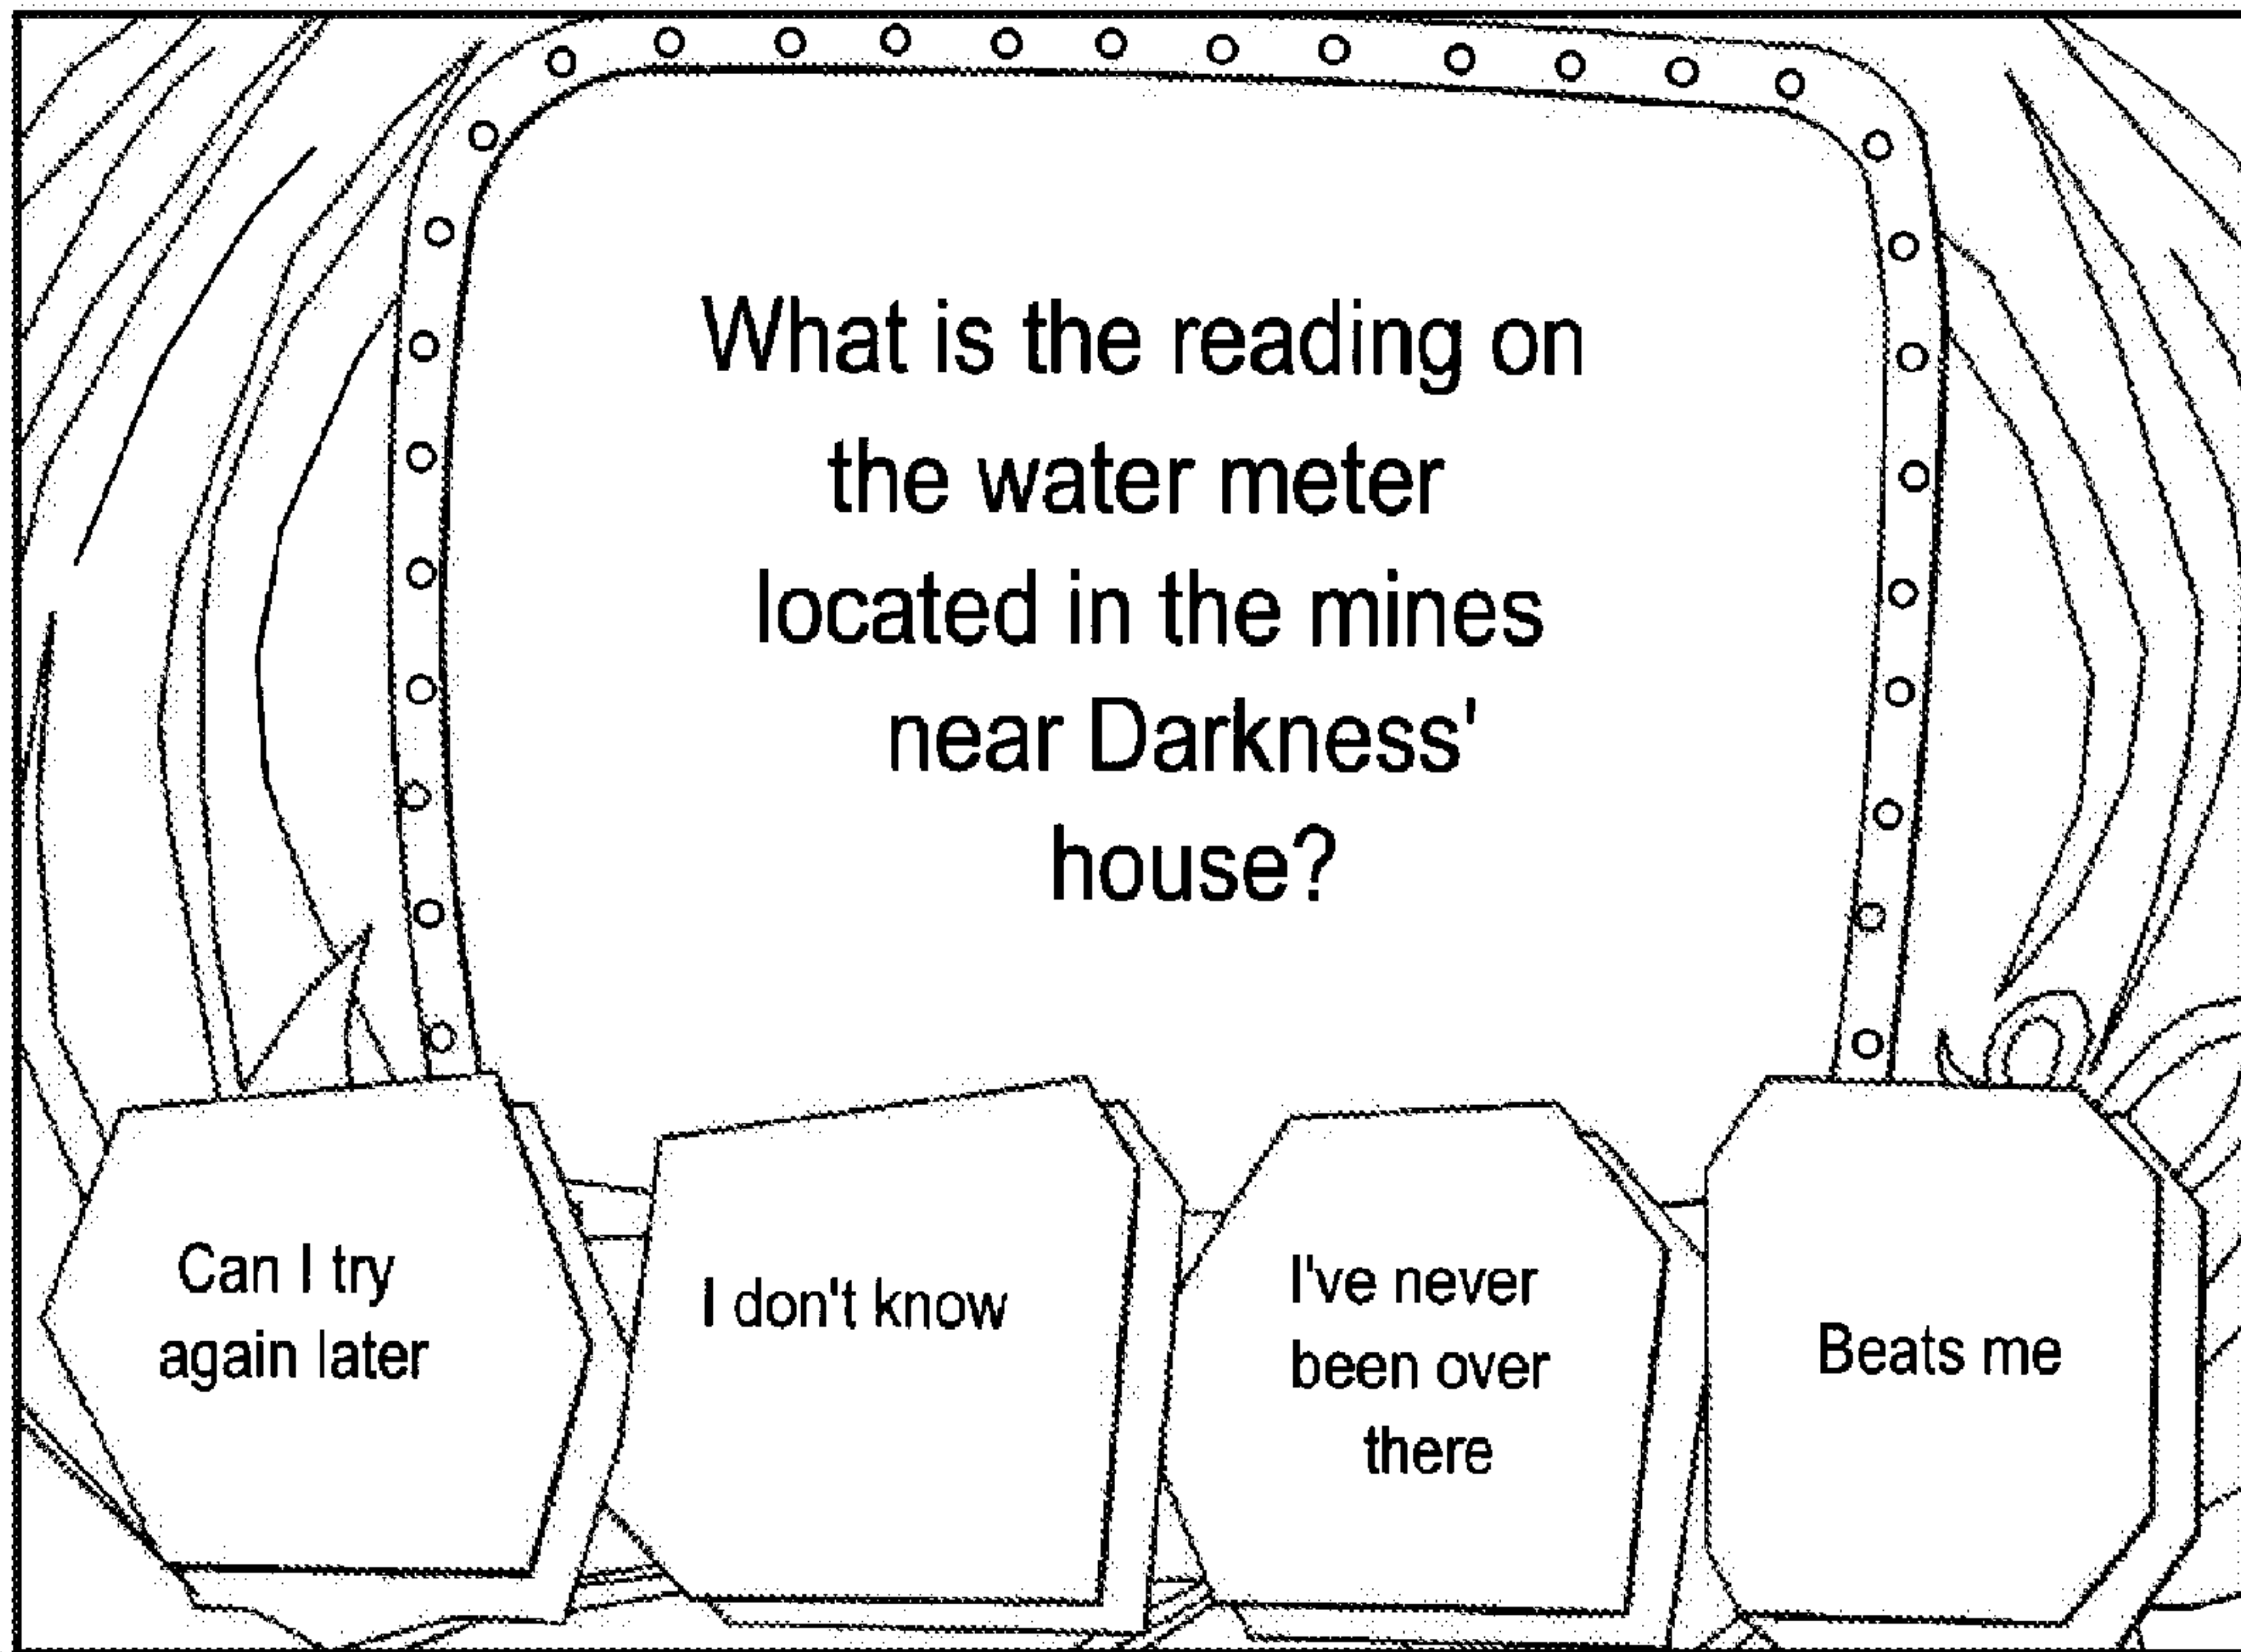 What is the reading on
the water meter
located in the mines
near Darkness'
house?
Can I try
again later
I don't know
I've never
been over
there
Beats me